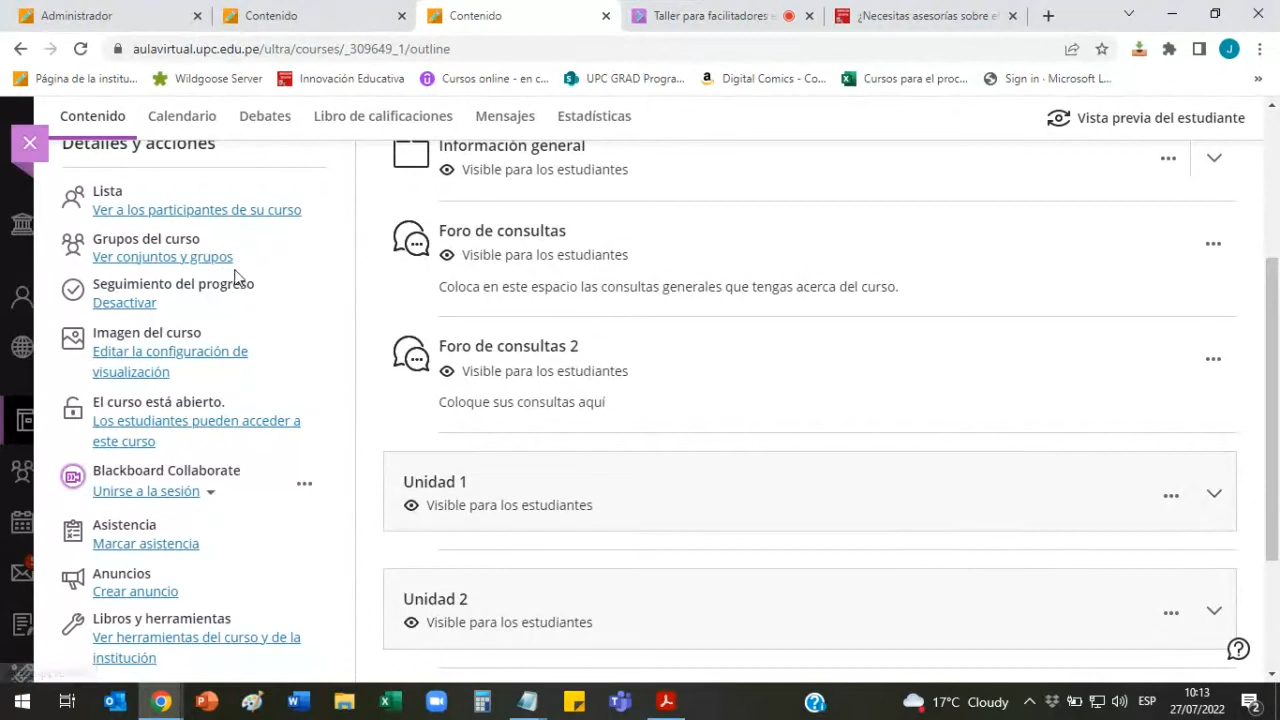 Administrador
Contenido
Contenido
Taller para facilitadores e
¿Necesitas asesorías sobre el
aulavirtual.upc.edu.pe/ultra/courses/_309649_1/outline
J
Página de la institu...
Wildgoose Server
Innovación Educativa
Cursos online - en c...
UPC GRAD Progra...
Digital Comics - Co...
Cursos para el proc...
Sign in · Microsoft L...
»
Contenido
Calendario
Debates
Libro de calificaciones
Mensajes
Estadísticas
Vista previa del estudiante
Detalles y acciones
Lista
Ver a los participantes de su curso
Grupos del curso
Ver conjuntos y grupos
Seguimiento del progreso
Desactivar
Imagen del curso
Editar la configuración de
visualización
El curso está abierto.
Los estudiantes pueden acceder a
este curso
Blackboard Collaborate
Unirse a la sesión
Asistencia
Marcar asistencia
Anuncios
Crear anuncio
Libros y herramientas
Ver herramientas del curso y de la
institución
Información general
Visible para los estudiantes
Foro de consultas
Visible para los estudiantes
Coloca en este espacio las consultas generales que tengas acerca del curso.
Foro de consultas 2
Visible para los estudiantes
Coloque sus consultas aquí
Unidad 1
Visible para los estudiantes
Unidad 2
Visible para los estudiantes
17°C Cloudy
ESP
10:13
27/07/2022
2